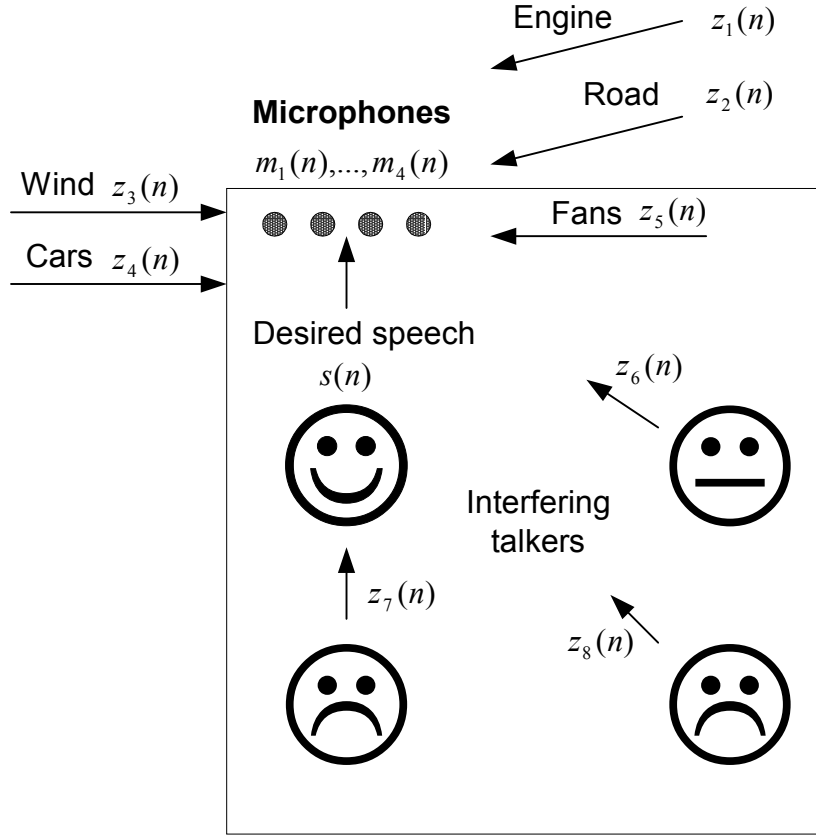 Engine z₁(n)
Road z₂(n)
Microphones
m₁(n),...,m₄(n)
Wind z₃(n)
Fans z₅(n)
Cars z₄(n)
Desired speech
s(n)
z₆(n)
Interfering
talkers
z₇(n)
z₈(n)